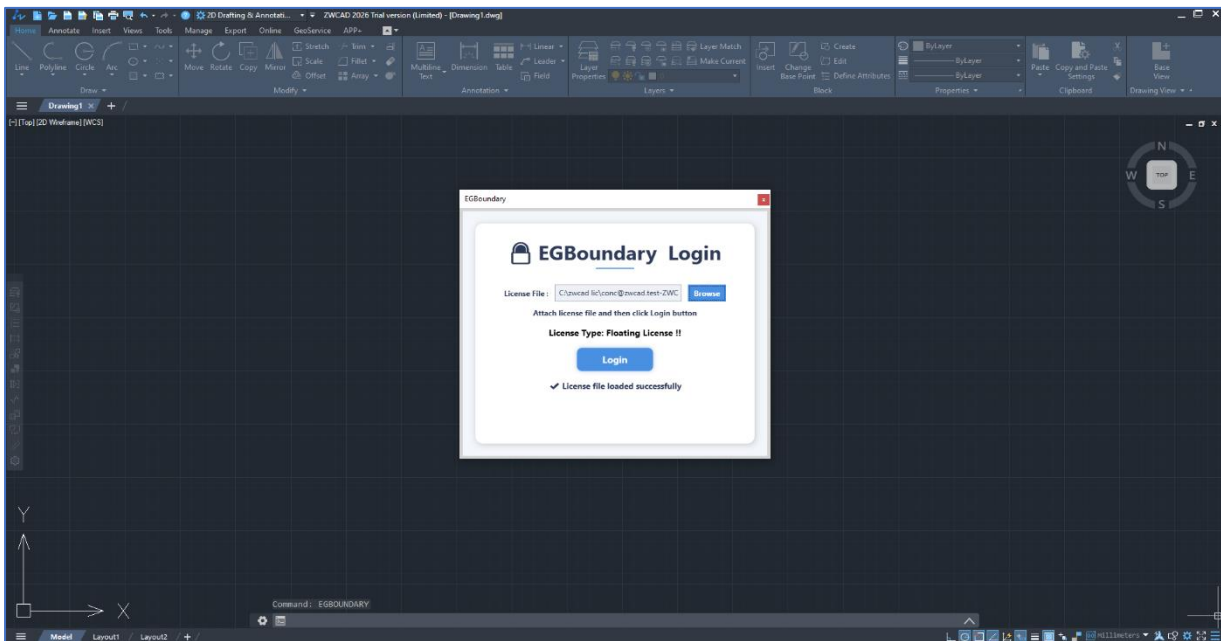 2D Drafting & Annotati...
ZWCAD 2026 Trial version (Limited) - [Drawing1.dwg]
Home Annotate Insert Views Tools Manage Export Online GeoService APP+
Line Polyline Circle Arc
Move Rotate Copy Mirror
Stretch Trim
Scale Fillet
Offset Array
Multiline Text
Dimension Table
Linear
Leader
Field
Layer Properties
Layer Match
Make Current
Insert
Change Base Point
Create
Edit
Define Attributes
ByLayer
ByLayer
ByLayer
Paste
Copy and Paste Settings
Base View
Draw Modify Annotation Layers Block Properties Clipboard Drawing View
Drawing1
[-] [Top] [2D Wireframe] [WCS]
N
W TOP E
S
EGBoundary
EGBoundary Login
License File : C:\zwcad lic\conc@zwcad.test-ZWC Browse
Attach license file and then click Login button
License Type: Floating License !!
Login
License file loaded successfully
Y
X
Command: EGBOUNDARY
Model Layout1 Layout2
millimeters